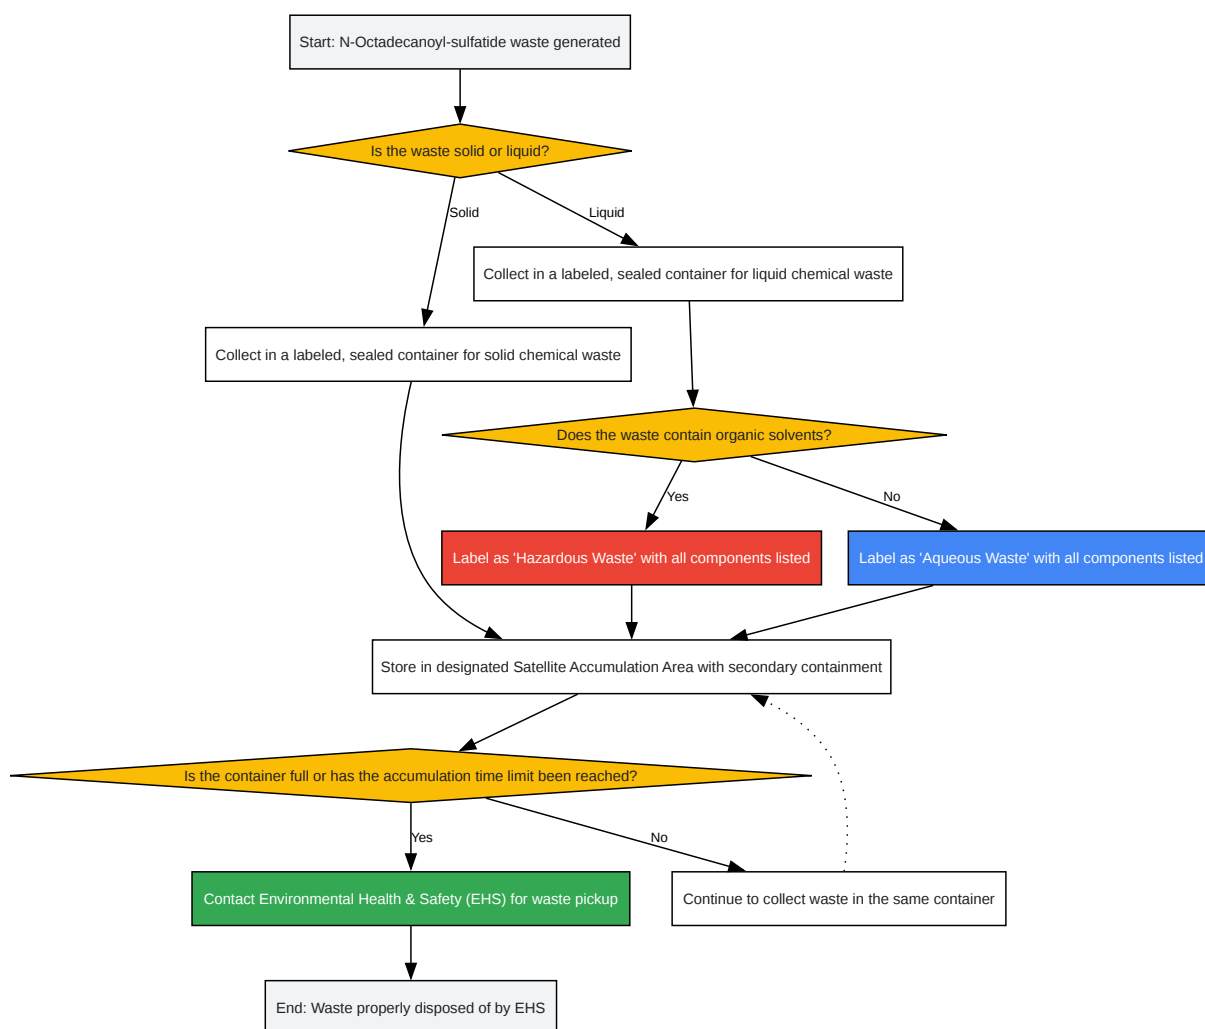 Start: N-Octadecanoyl-sulfatide waste generated
Is the waste solid or liquid?
Solid
Liquid
Collect in a labeled, sealed container for liquid chemical waste
Collect in a labeled, sealed container for solid chemical waste
Does the waste contain organic solvents?
Yes
No
Label as 'Hazardous Waste' with all components listed
Label as 'Aqueous Waste' with all components listed
Store in designated Satellite Accumulation Area with secondary containment
Is the container full or has the accumulation time limit been reached?
Yes
No
Contact Environmental Health & Safety (EHS) for waste pickup
Continue to collect waste in the same container
End: Waste properly disposed of by EHS